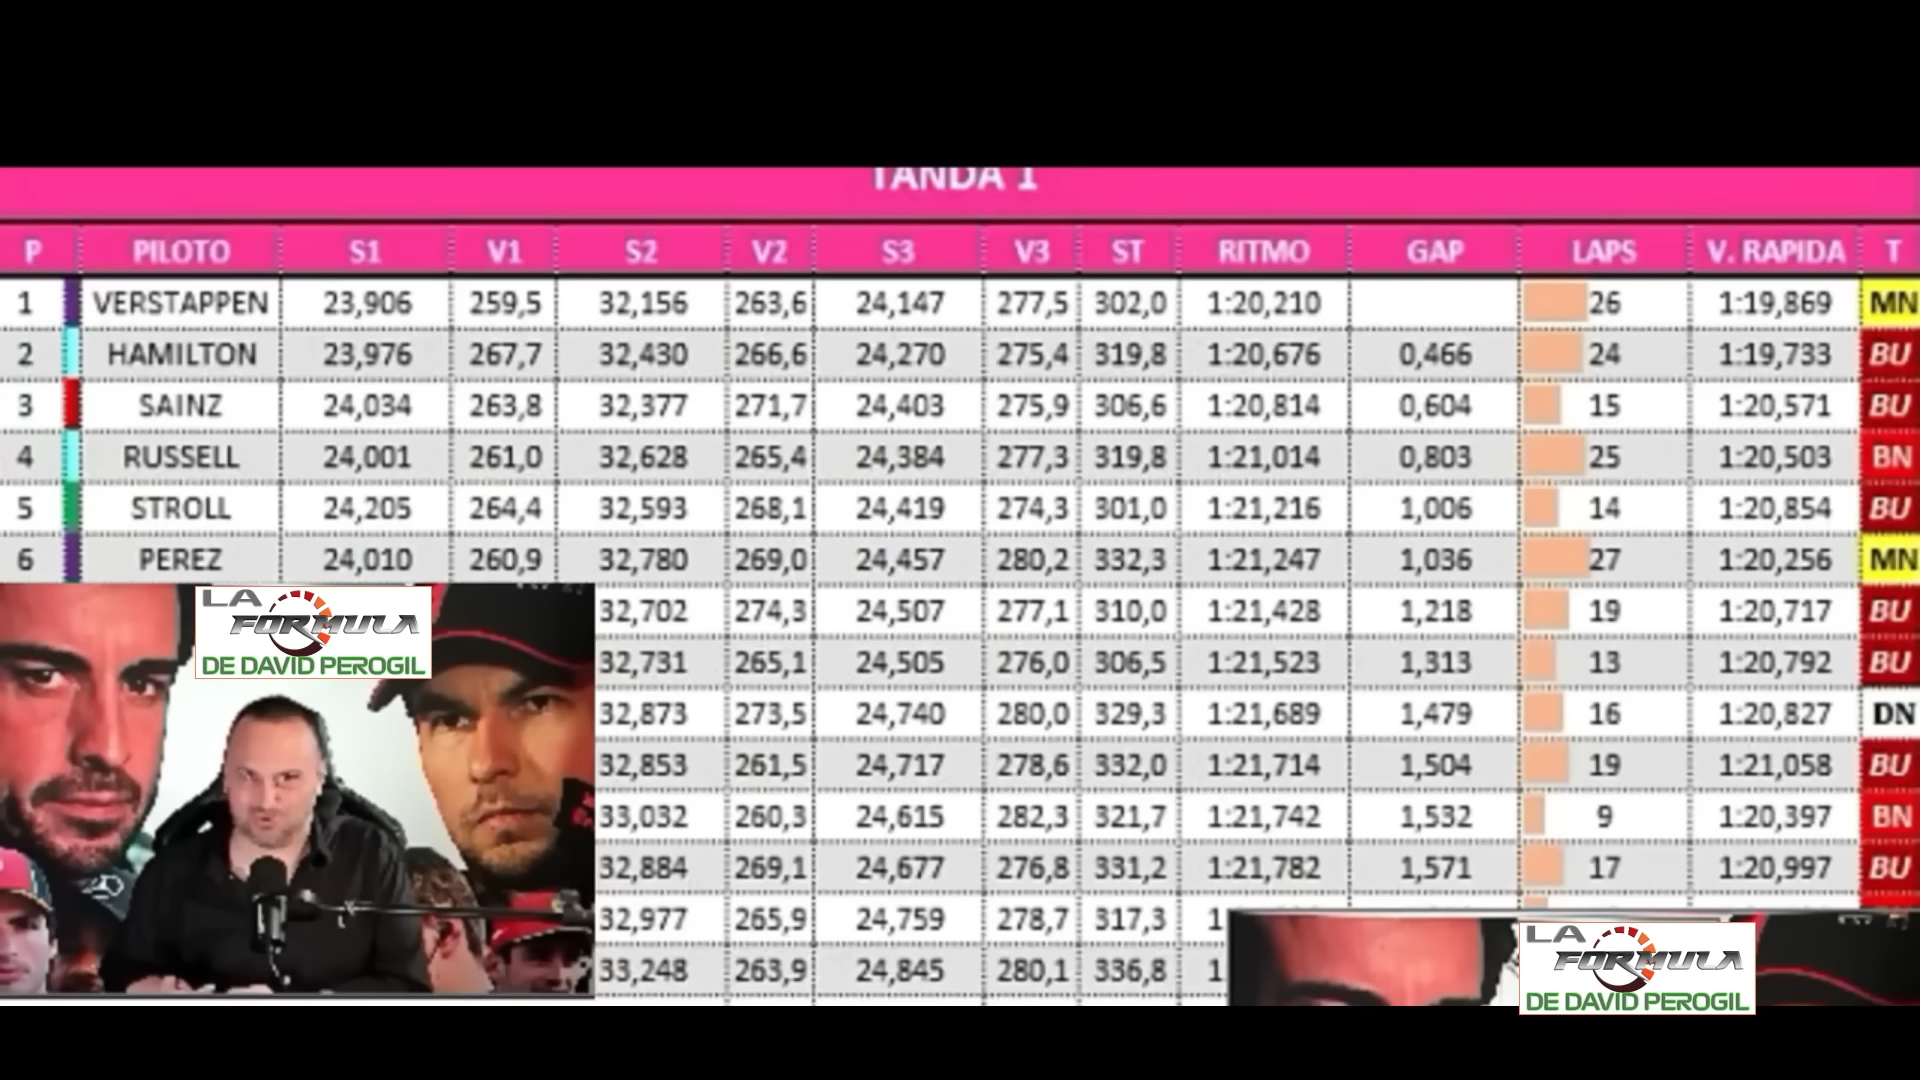 TANDA 1
P PILOTO S1 V1 S2 V2 S3 V3 ST RITMO GAP LAPS V. RAPIDA T
1 VERSTAPPEN 23,906 259,5 32,156 263,6 24,147 277,5 302,0 1:20,210 26 1:19,869 MN
2 HAMILTON 23,976 267,7 32,430 266,6 24,270 275,4 319,8 1:20,676 0,466 24 1:19,733 BU
3 SAINZ 24,034 263,8 32,377 271,7 24,403 275,9 306,6 1:20,814 0,604 15 1:20,571 BU
4 RUSSELL 24,001 261,0 32,628 265,4 24,384 277,3 319,8 1:21,014 0,803 25 1:20,503 BN
5 STROLL 24,205 264,4 32,593 268,1 24,419 274,3 301,0 1:21,216 1,006 14 1:20,854 BU
6 PEREZ 24,010 260,9 32,780 269,0 24,457 280,2 332,3 1:21,247 1,036 27 1:20,256 MN
32,702 274,3 24,507 277,1 310,0 1:21,428 1,218 19 1:20,717 BU
32,731 265,1 24,505 276,0 306,5 1:21,523 1,313 13 1:20,792 BU
32,873 273,5 24,740 280,0 329,3 1:21,689 1,479 16 1:20,827 DN
32,853 261,5 24,717 278,6 332,0 1:21,714 1,504 19 1:21,058 BU
33,032 260,3 24,615 282,3 321,7 1:21,742 1,532 9 1:20,397 BN
32,884 269,1 24,677 276,8 331,2 1:21,782 1,571 17 1:20,997 BU
32,977 265,9 24,759 278,7 317,3 1
33,248 263,9 24,845 280,1 336,8 1
LA
FORMULA
DE DAVID PEROGIL
LA
FORMULA
DE DAVID PEROGIL